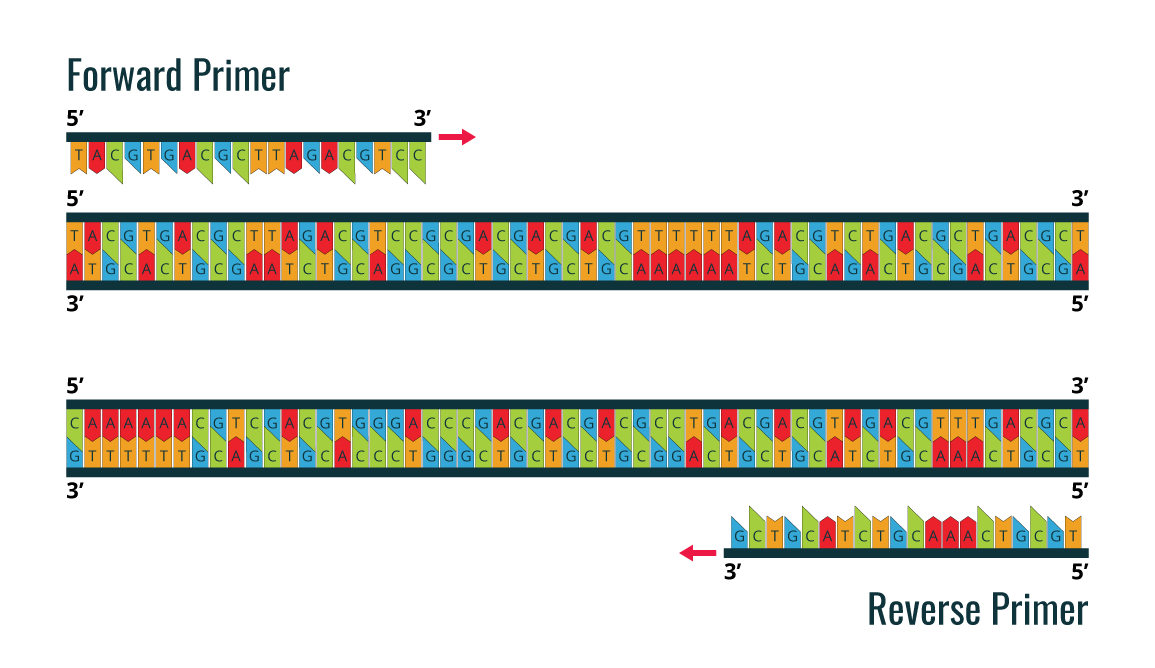 Forward Primer
5’ 3’
T A C G T G A C G C T T A G A C G T C C
5’ 3’
T A C G T G A C G C T T A G A C G T C C G C G A C G A C G A C G T T T T T T A G A C G T C T G A C G C T G A C G C T
A T G C A C T G C G A A T C T G C A G G C G C T G C T G C T G C A A A A A A T C T G C A G A C T G C G A C T G C G A
3’ 5’
5’ 3’
C A A A A A A C G T C G A C G T G G G A C C C G A C G A C G A C G C C T G A C G A C G T A G A C G T T T G A C G C A
G T T T T T T G C A G C T G C A C C C T G G G C T G C T G C T G C G G A C T G C T G C A T C T G C A A A C T G C G T
3’ 5’
G C T G C A T C T G C A A A C T G C G T
3’ 5’
Reverse Primer